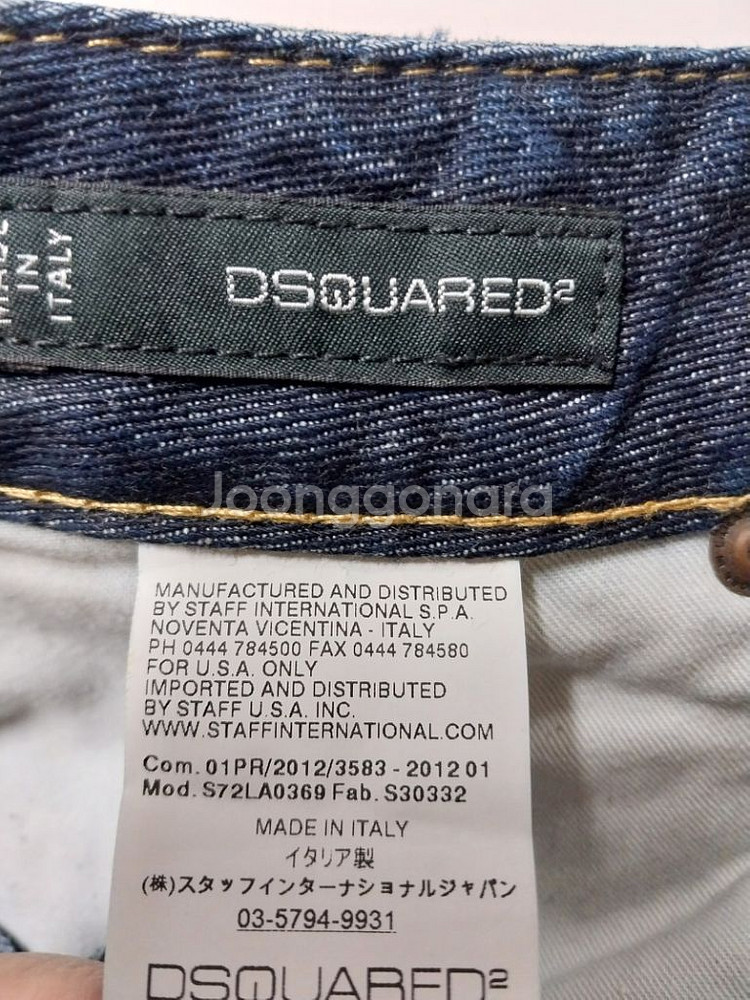 MADE
IN
ITALY
DSQUARED2
Joonggonara
MANUFACTURED AND DISTRIBUTED
BY STAFF INTERNATIONAL S.P.A.
NOVENTA VICENTINA - ITALY
PH 0444 784500 FAX 0444 784580
FOR U.S.A. ONLY
IMPORTED AND DISTRIBUTED
BY STAFF U.S.A. INC.
WWW.STAFFINTERNATIONAL.COM
Com. 01PR/2012/3583 - 2012 01
Mod. S72LA0369 Fab. S30332
MADE IN ITALY
イタリア製
(株)スタッフインターナショナルジャパン
03-5794-9931
DSQUARED2